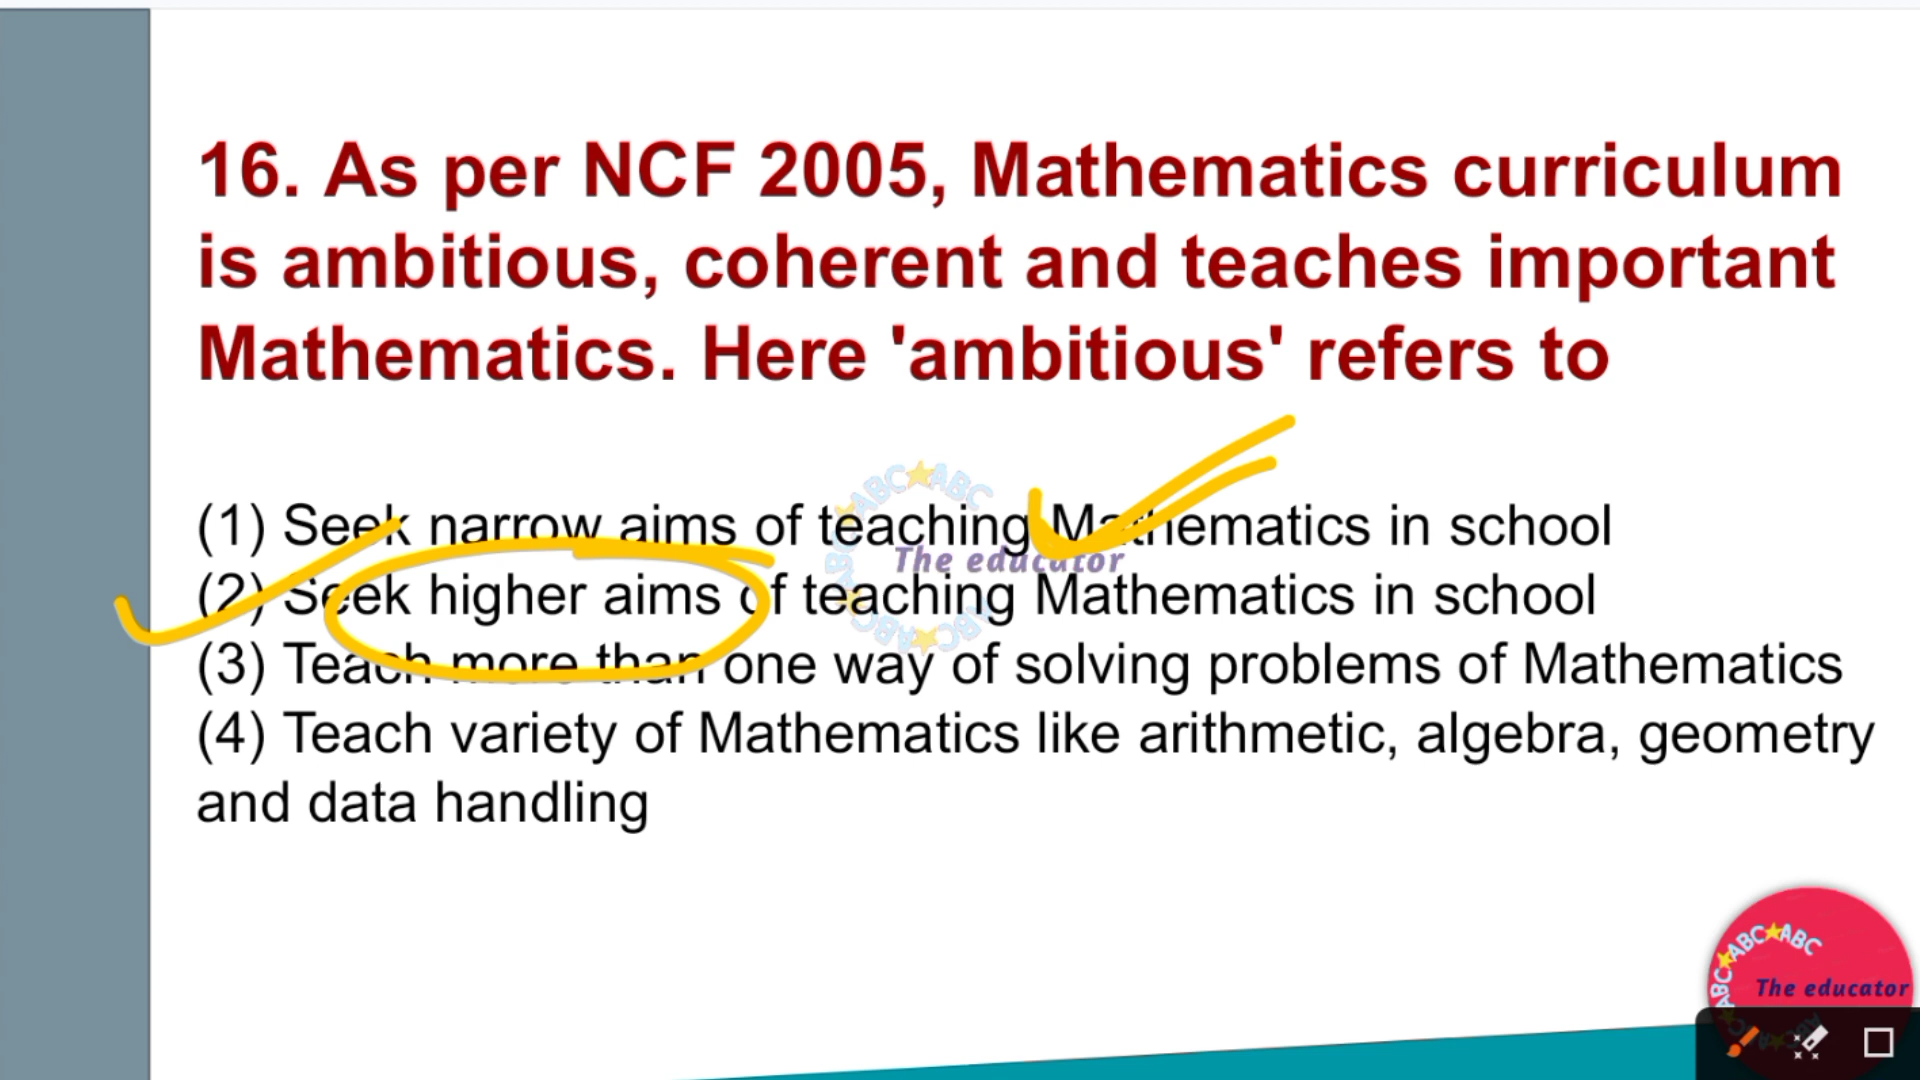 16. As per NCF 2005, Mathematics curriculum
is ambitious, coherent and teaches important
Mathematics. Here 'ambitious' refers to
(1) Seek narrow aims of teaching Mathematics in school
The educator
(2) Seek higher aims of teaching Mathematics in school
(3) Teach more than one way of solving problems of Mathematics
(4) Teach variety of Mathematics like arithmetic, algebra, geometry
and data handling
ABC ABC ABC
The educator